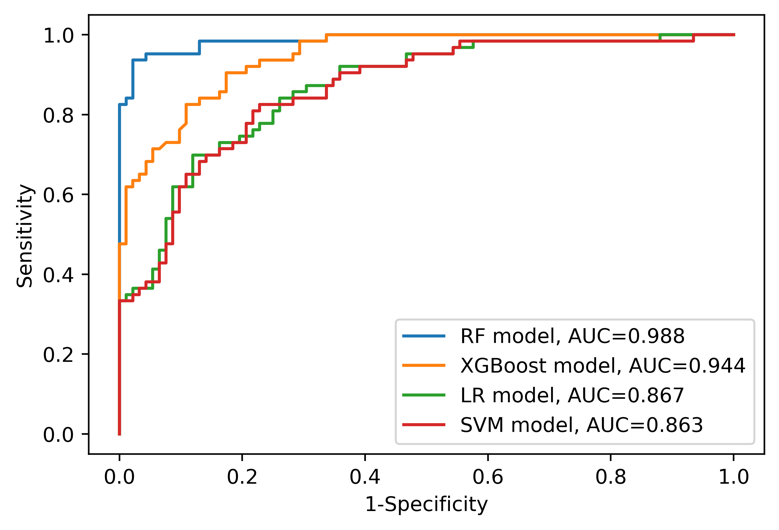 1.0
0.8
0.6
0.4
0.2
0.0
Sensitivity
RF model, AUC=0.988
XGBoost model, AUC=0.944
LR model, AUC=0.867
SVM model, AUC=0.863
0.0 0.2 0.4 0.6 0.8 1.0
1-Specificity